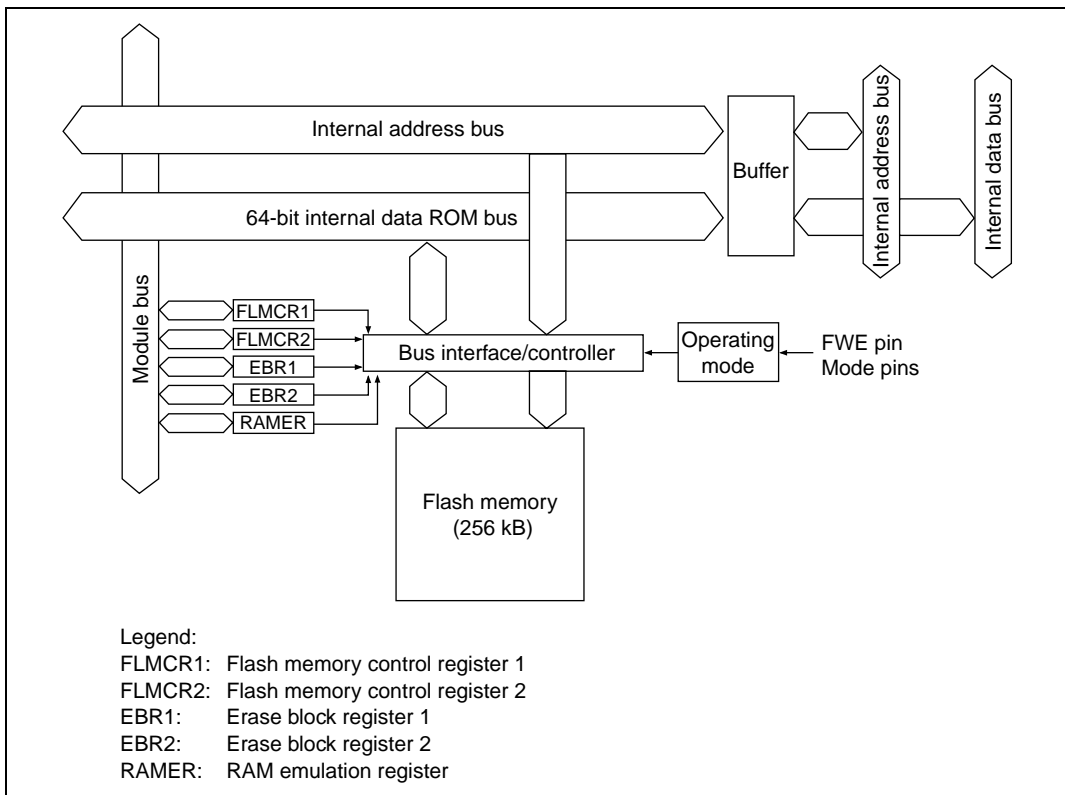 Internal address bus
Buffer
Internal address bus
Internal data bus
64-bit internal data ROM bus
Module bus
FLMCR1
FLMCR2
EBR1
EBR2
RAMER
Bus interface/controller
Operating
mode
FWE pin
Mode pins
Flash memory
(256 kB)
Legend:
FLMCR1: Flash memory control register 1
FLMCR2: Flash memory control register 2
EBR1: Erase block register 1
EBR2: Erase block register 2
RAMER: RAM emulation register